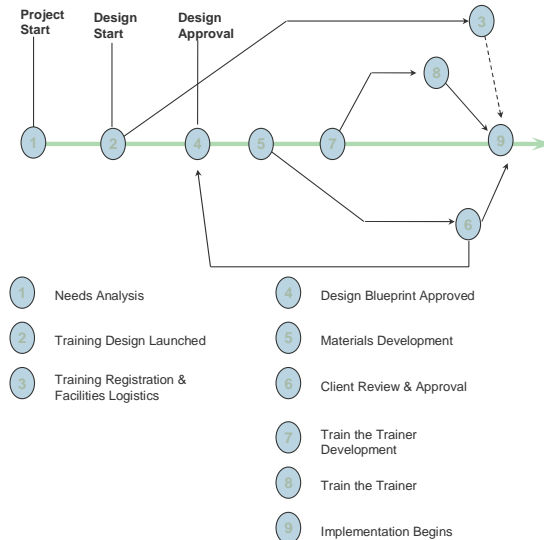 Project
Start
Design
Start
Design
Approval
3
8
1
2
4
5
7
9
6
1
Needs Analysis
2
Training Design Launched
3
Training Registration &
Facilities Logistics
4
Design Blueprint Approved
5
Materials Development
6
Client Review & Approval
7
Train the Trainer
Development
8
Train the Trainer
9
Implementation Begins